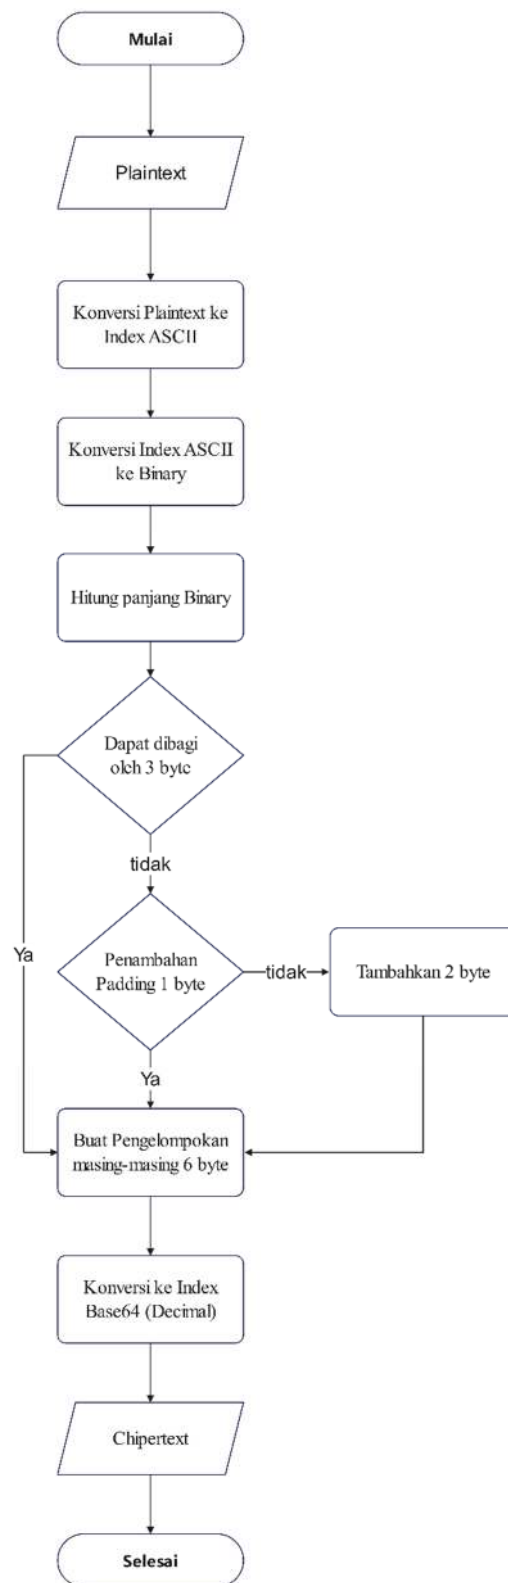 Mulai
Plaintext
Konversi Plaintext ke
Index ASCII
Konversi Index ASCII
ke Binary
Hitung panjang Binary
Dapat dibagi
oleh 3 byte
tidak
Ya
Penambahan
Padding 1 byte
tidak
Tambahkan 2 byte
Ya
Buat Pengelompokan
masing-masing 6 byte
Konversi ke Index
Base64 (Decimal)
Chipertext
Selesai